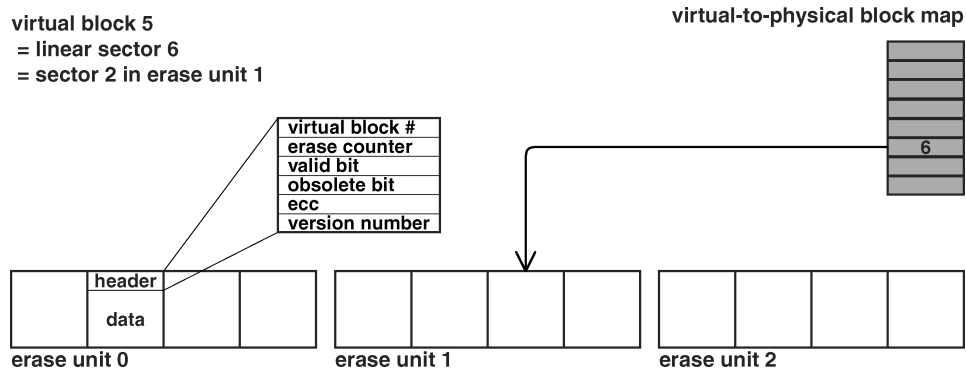 virtual block 5
= linear sector 6
= sector 2 in erase unit 1
virtual-to-physical block map
virtual block #
erase counter
valid bit
obsolete bit
ecc
version number
6
header
data
erase unit 0
erase unit 1
erase unit 2